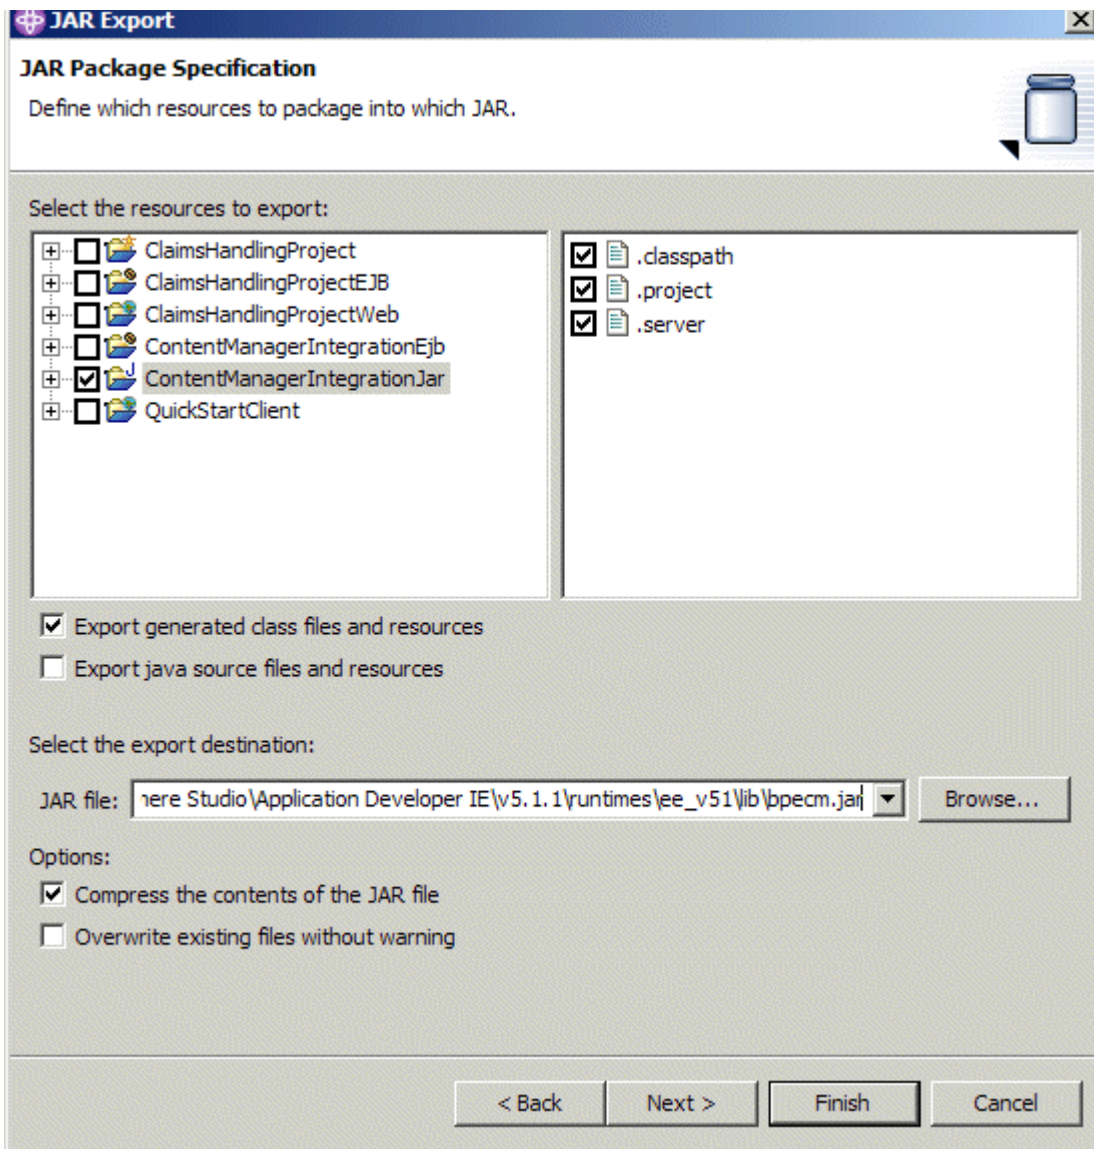 JAR Export
JAR Package Specification
Define which resources to package into which JAR.
Select the resources to export:
ClaimsHandlingProject
ClaimsHandlingProjectEJB
ClaimsHandlingProjectWeb
ContentManagerIntegrationEjb
ContentManagerIntegrationJar
QuickStartClient
.classpath
.project
.server
Export generated class files and resources
Export java source files and resources
Select the export destination:
JAR file: here Studio\Application Developer IE\v5.1.1\runtimes\ee_v51\lib\bpecm.jar Browse...
Options:
Compress the contents of the JAR file
Overwrite existing files without warning
< Back Next > Finish Cancel